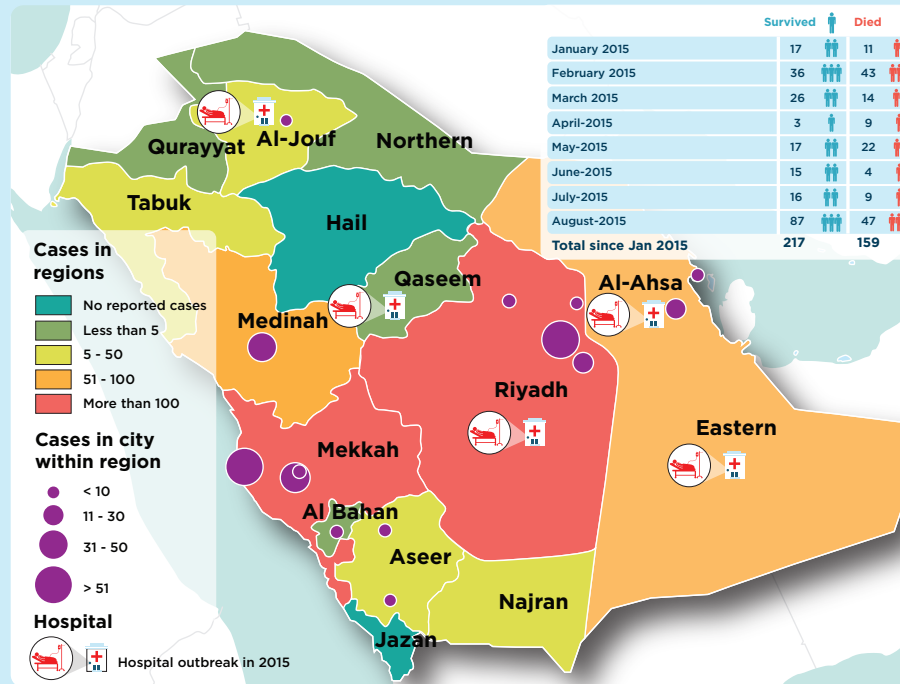 Survived Died
January 2015 17 11
February 2015 36 43
March 2015 26 14
April-2015 3 9
May-2015 17 22
June-2015 15 4
July-2015 16 9
August-2015 87 47
Total since Jan 2015 217 159
Northern
Al-Jouf
Qurayyat
Tabuk
Hail
Qaseem
Al-Ahsa
Medinah
Riyadh
Eastern
Mekkah
Al Bahan
Aseer
Najran
Jazan
Cases in
regions
No reported cases
Less than 5
5 - 50
51 - 100
More than 100
Cases in city
within region
< 10
11 - 30
31 - 50
> 51
Hospital
Hospital outbreak in 2015